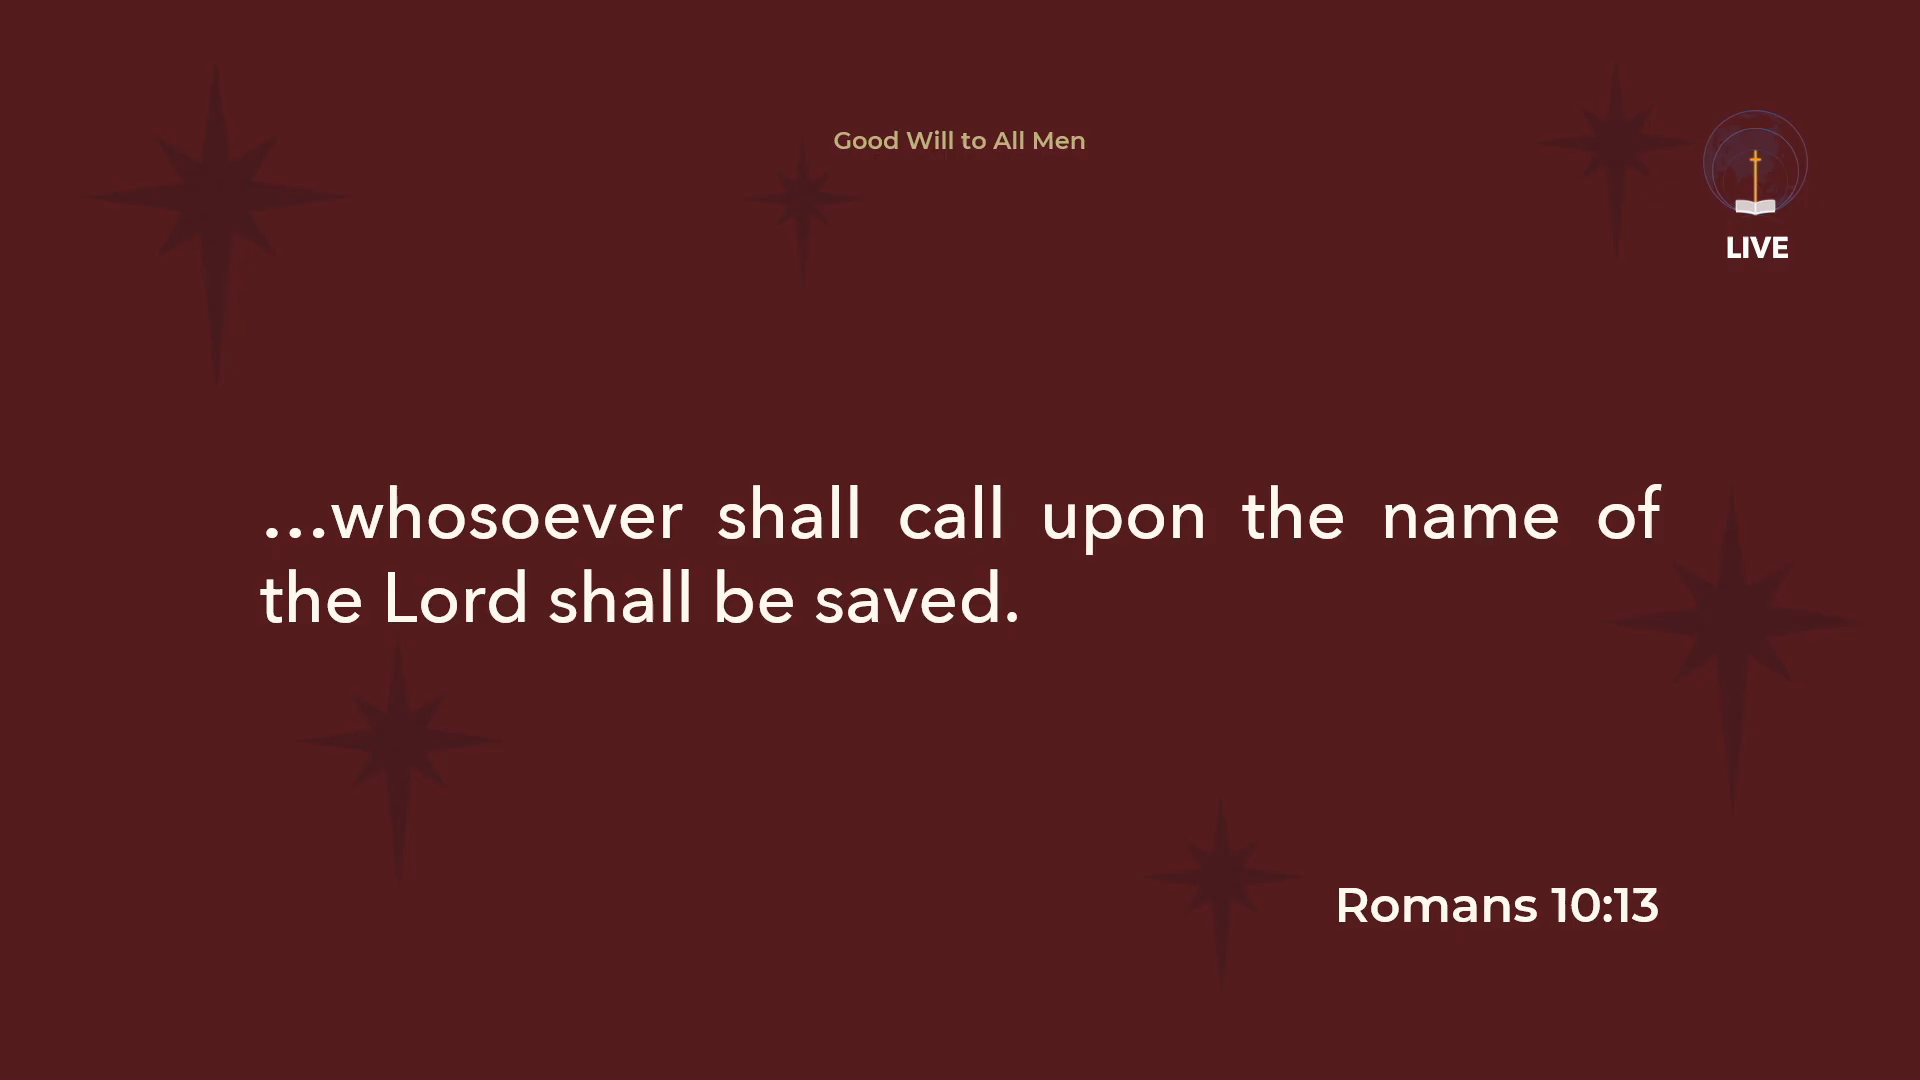 Good Will to All Men
LIVE
...whosoever shall call upon the name of
the Lord shall be saved.
Romans 10:13